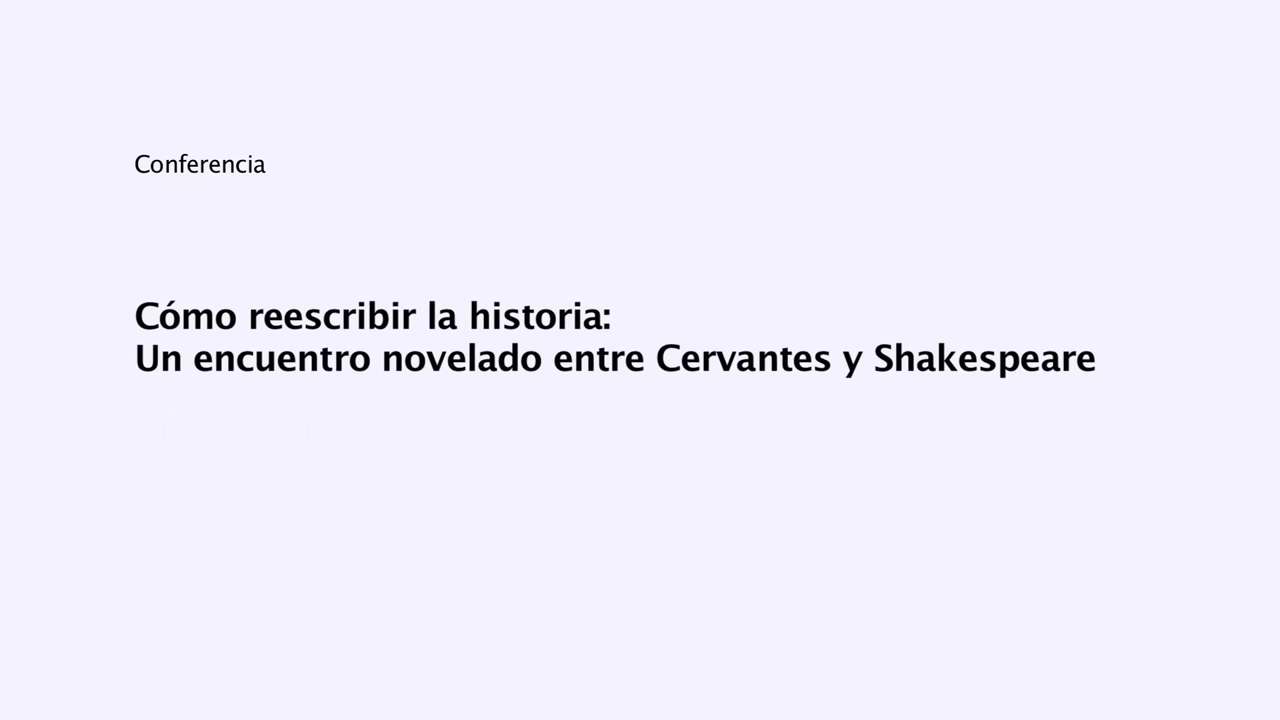 Conferencia
Cómo reescribir la historia:
Un encuentro novelado entre Cervantes y Shakespeare